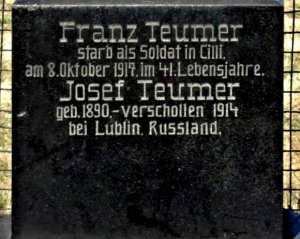 Franz Teumer
starb als Soldat in Cilli,
am 8. Oktober 1917, im 41. Lebensjahre.
Josef Teumer
geb. 1890,-verschollen 1914
bei Lublin, Russland.